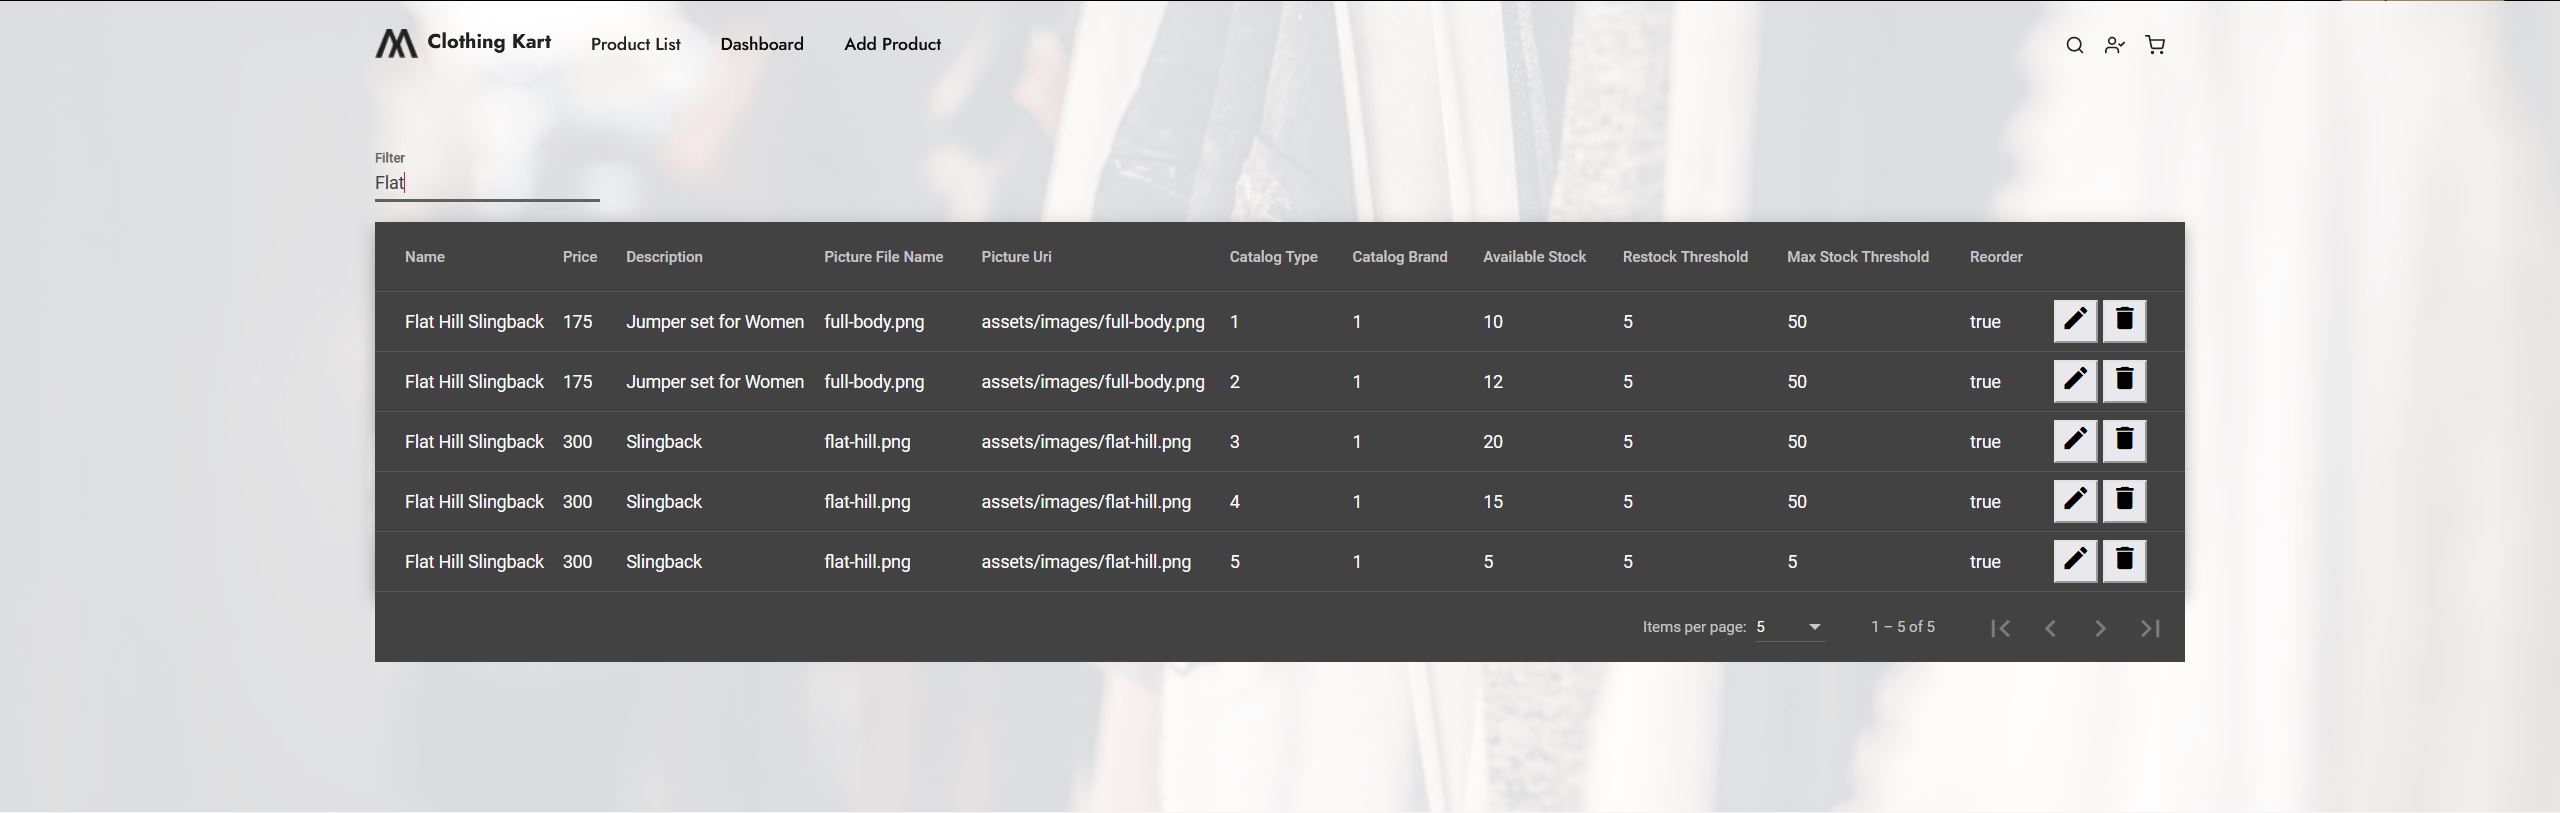 Clothing Kart Product List Dashboard Add Product
Filter
Flat
Name Price Description Picture File Name Picture Uri Catalog Type Catalog Brand Available Stock Restock Threshold Max Stock Threshold Reorder
Flat Hill Slingback 175 Jumper set for Women full-body.png assets/images/full-body.png 1 1 10 5 50 true
Flat Hill Slingback 175 Jumper set for Women full-body.png assets/images/full-body.png 2 1 12 5 50 true
Flat Hill Slingback 300 Slingback flat-hill.png assets/images/flat-hill.png 3 1 20 5 50 true
Flat Hill Slingback 300 Slingback flat-hill.png assets/images/flat-hill.png 4 1 15 5 50 true
Flat Hill Slingback 300 Slingback flat-hill.png assets/images/flat-hill.png 5 1 5 5 5 true
Items per page: 5 1 – 5 of 5